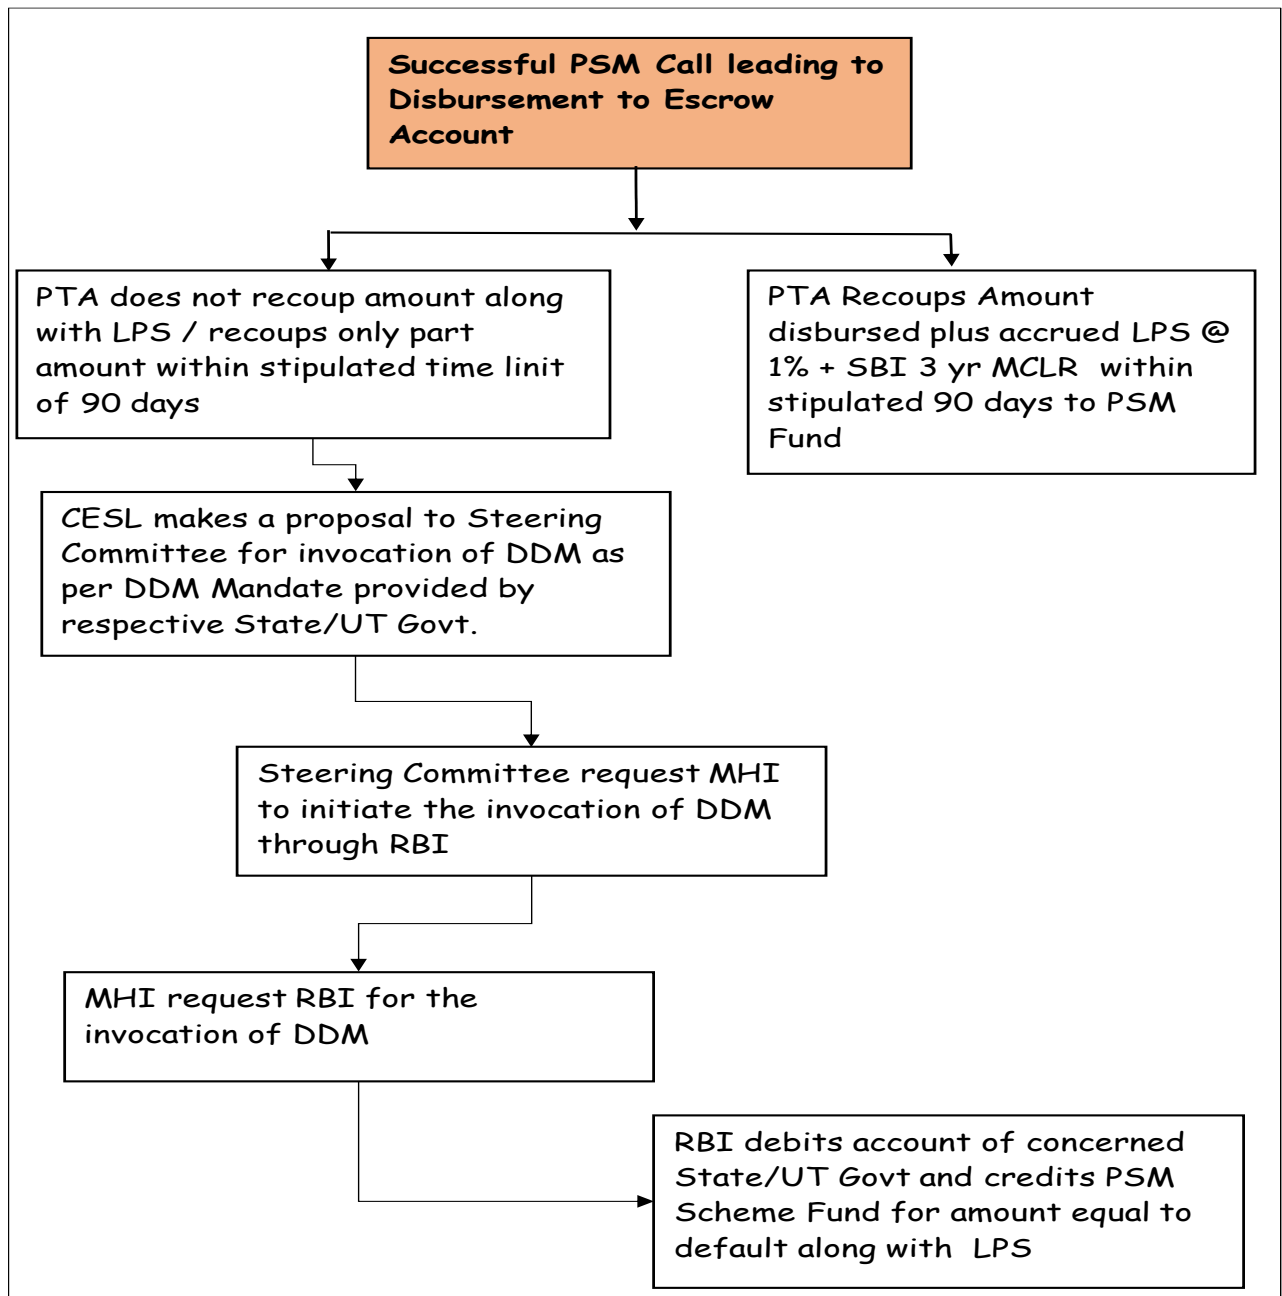 Successful PSM Call leading to
Disbursement to Escrow
Account
PTA does not recoup amount along
with LPS / recoups only part
amount within stipulated time linit
of 90 days
PTA Recoups Amount
disbursed plus accrued LPS @
1% + SBI 3 yr MCLR within
stipulated 90 days to PSM
Fund
CESL makes a proposal to Steering
Committee for invocation of DDM as
per DDM Mandate provided by
respective State/UT Govt.
Steering Committee request MHI
to initiate the invocation of DDM
through RBI
MHI request RBI for the
invocation of DDM
RBI debits account of concerned
State/UT Govt and credits PSM
Scheme Fund for amount equal to
default along with LPS